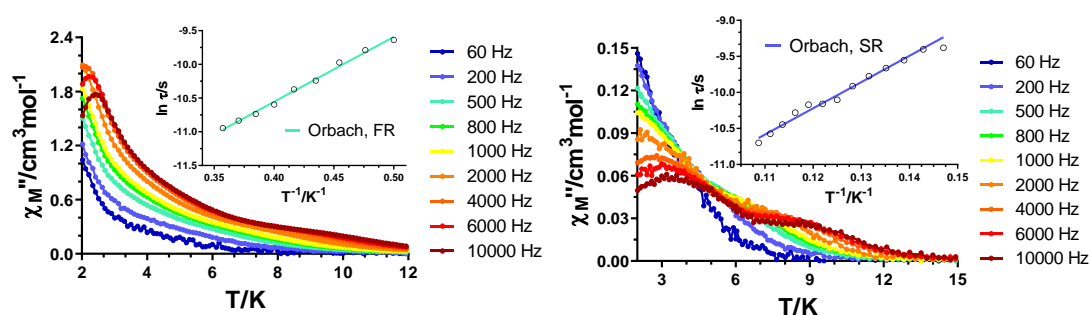 χM''/cm³mol⁻¹
2.4
1.8
1.2
0.6
0.0
2
4
6
8
10
12
T/K
-9.5
-10.0
-10.5
-11.0
-11.5
0.35
0.40
0.45
0.50
ln τ/s
T⁻¹/K⁻¹
Orbach, FR
60 Hz
200 Hz
500 Hz
800 Hz
1000 Hz
2000 Hz
4000 Hz
6000 Hz
10000 Hz
χM''/cm³mol⁻¹
0.15
0.12
0.09
0.06
0.03
0.00
3
6
9
12
15
T/K
-9.0
-9.5
-10.0
-10.5
-11.0
0.11
0.12
0.13
0.14
0.15
ln τ/s
T⁻¹/K⁻¹
Orbach, SR
60 Hz
200 Hz
500 Hz
800 Hz
1000 Hz
2000 Hz
4000 Hz
6000 Hz
10000 Hz